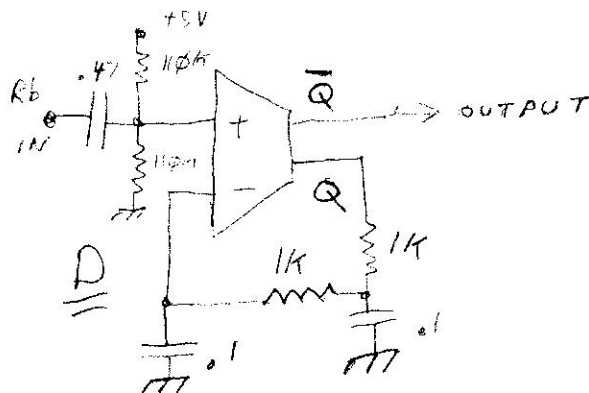 +5V
110K
.47
Rb
IN
+
Q̅
OUTPUT
110K
−
Q
D
1K
1K
.1
.1